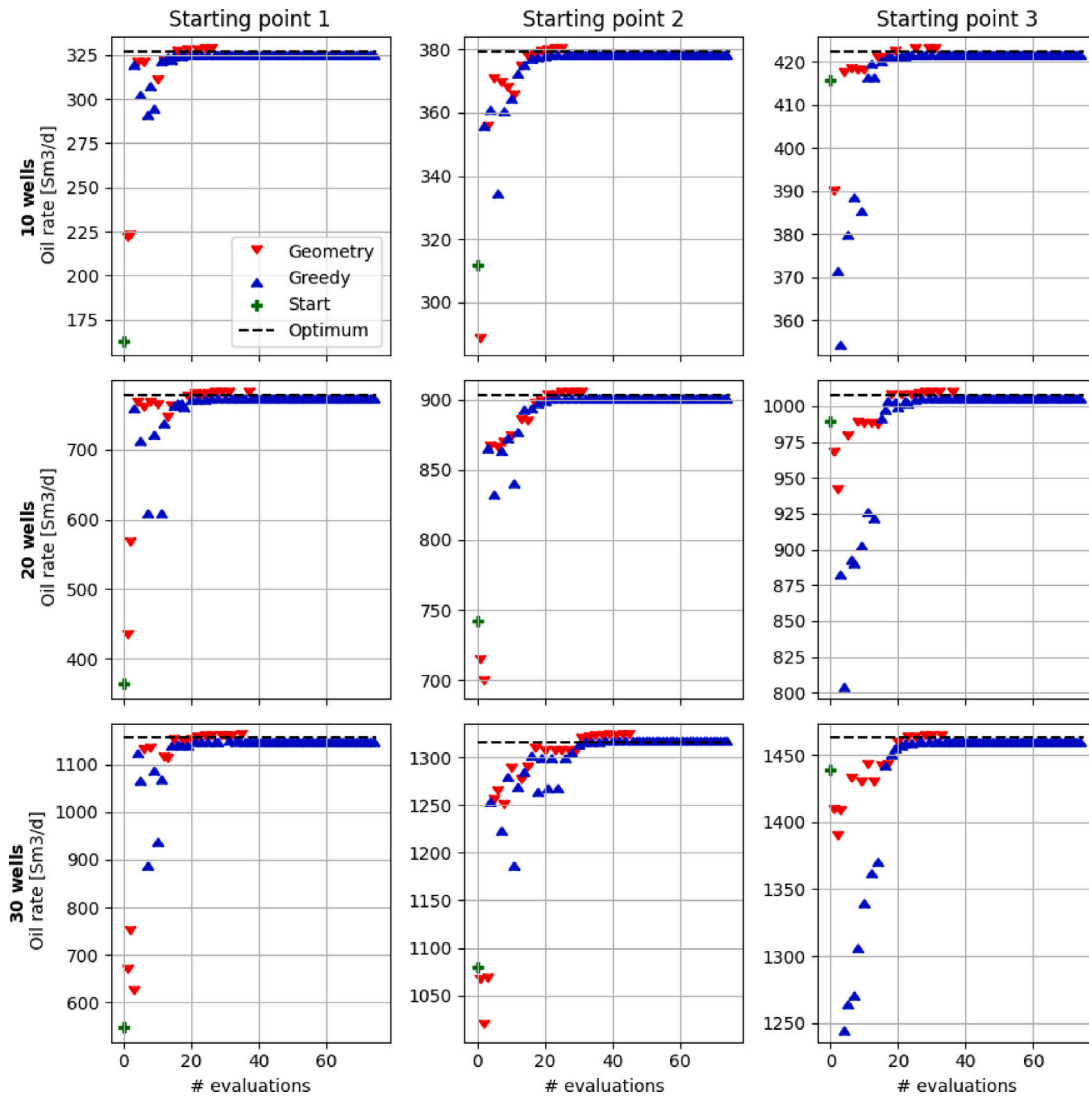 Starting point 1
Starting point 2
Starting point 3
10 wells
Oil rate [Sm3/d]
325
300
275
250
225
200
175
Geometry
Greedy
Start
Optimum
380
360
340
320
300
420
410
400
390
380
370
360
20 wells
Oil rate [Sm3/d]
700
600
500
400
900
850
800
750
700
1000
975
950
925
900
875
850
825
800
30 wells
Oil rate [Sm3/d]
1100
1000
900
800
700
600
1300
1250
1200
1150
1100
1050
1450
1400
1350
1300
1250
0 20 40 60
0 20 40 60
0 20 40 60
# evaluations
# evaluations
# evaluations